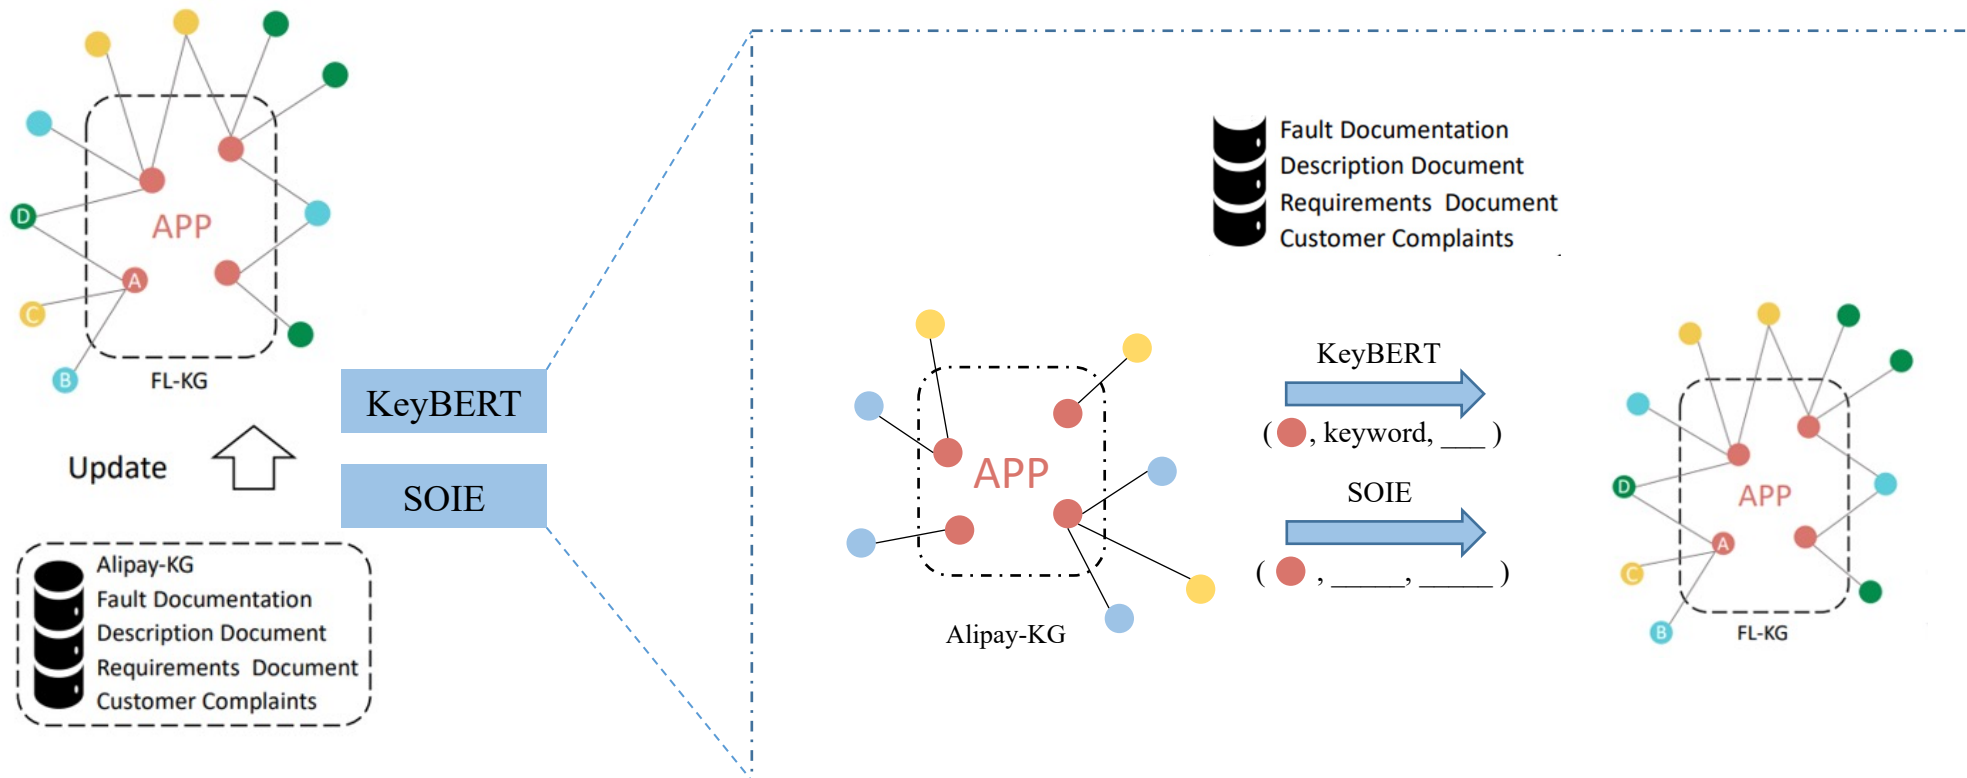 APP
D
A
C
B
FL-KG
Update
KeyBERT
SOIE
Alipay-KG
Fault Documentation
Description Document
Requirements Document
Customer Complaints
Fault Documentation
Description Document
Requirements Document
Customer Complaints
APP
Alipay-KG
KeyBERT
( , keyword, ___ )
SOIE
( , _____, _____ )
D
APP
A
C
B
FL-KG